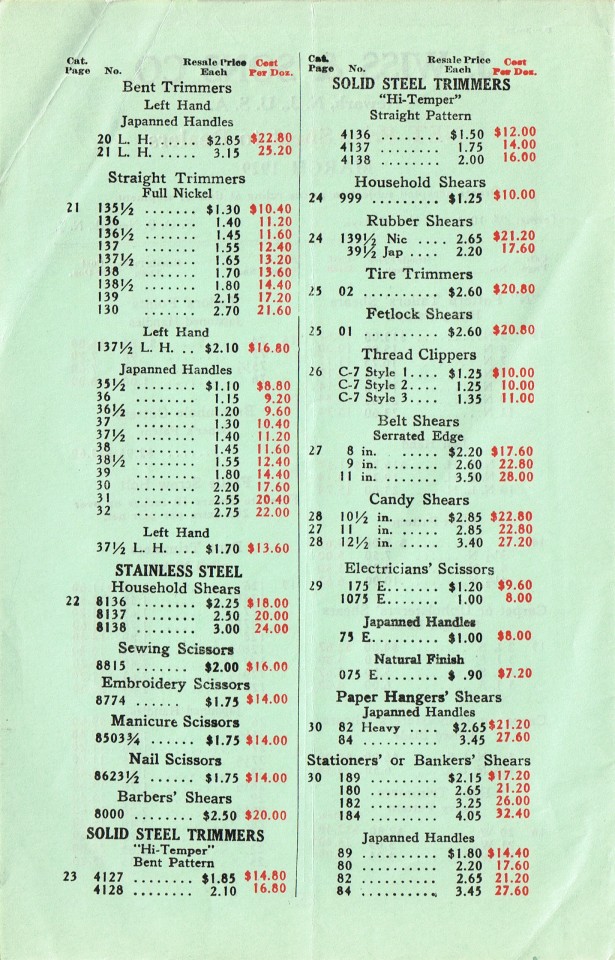 Cat. Page No. Resale Price Each Cost Per Doz.
Bent Trimmers
Left Hand
Japanned Handles
20 L. H. ..... $2.85 $22.80
21 L. H. ..... 3.15 25.20
Straight Trimmers
Full Nickel
21 135½ ....... $1.30 $10.40
136 ....... 1.40 11.20
136½ ....... 1.45 11.60
137 ....... 1.55 12.40
137½ ....... 1.65 13.20
138 ....... 1.70 13.60
138½ ....... 1.80 14.40
139 ....... 2.15 17.20
130 ....... 2.70 21.60
Left Hand
137½ L. H. .. $2.10 $16.80
Japanned Handles
35½ ........ $1.10 $8.80
36 ........ 1.15 9.20
36½ ........ 1.20 9.60
37 ........ 1.30 10.40
37½ ........ 1.40 11.20
38 ........ 1.45 11.60
38½ ........ 1.55 12.40
39 ........ 1.80 14.40
30 ........ 2.20 17.60
31 ........ 2.55 20.40
32 ........ 2.75 22.00
Left Hand
37½ L. H. ... $1.70 $13.60
STAINLESS STEEL
Household Shears
22 8136 ........ $2.25 $18.00
8137 ........ 2.50 20.00
8138 ........ 3.00 24.00
Sewing Scissors
8815 ....... $2.00 $16.00
Embroidery Scissors
8774 ....... $1.75 $14.00
Manicure Scissors
8503¾ ...... $1.75 $14.00
Nail Scissors
8623½ ...... $1.75 $14.00
Barbers' Shears
8000 ........ $2.50 $20.00
SOLID STEEL TRIMMERS
"Hi-Temper"
Bent Pattern
23 4127 ........ $1.85 $14.80
4128 ........ 2.10 16.80
Cat. Page No. Resale Price Each Cost Per Doz.
SOLID STEEL TRIMMERS
"Hi-Temper"
Straight Pattern
4136 ........ $1.50 $12.00
4137 ........ 1.75 14.00
4138 ........ 2.00 16.00
Household Shears
24 999 ......... $1.25 $10.00
Rubber Shears
24 139½ Nic .... 2.65 $21.20
39½ Jap .... 2.20 17.60
Tire Trimmers
25 02 .......... $2.60 $20.80
Fetlock Shears
25 01 .......... $2.60 $20.80
Thread Clippers
26 C-7 Style 1.... $1.25 $10.00
C-7 Style 2.... 1.25 10.00
C-7 Style 3.... 1.35 11.00
Belt Shears
Serrated Edge
27 8 in. ..... $2.20 $17.60
9 in. ..... 2.60 22.80
11 in. ..... 3.50 28.00
Candy Shears
28 10½ in. ..... $2.85 $22.80
27 11 in. ..... 2.85 22.80
28 12½ in. ..... 3.40 27.20
Electricians' Scissors
29 175 E....... $1.20 $9.60
1075 E....... 1.00 8.00
Japanned Handles
75 E......... $1.00 $8.00
Natural Finish
075 E........ $ .90 $7.20
Paper Hangers' Shears
Japanned Handles
30 82 Heavy .... $2.65 $21.20
84 .......... 3.45 27.60
Stationers' or Bankers' Shears
30 189 ......... $2.15 $17.20
180 ......... 2.65 21.20
182 ......... 3.25 26.00
184 ......... 4.05 32.40
Japanned Handles
89 .......... $1.80 $14.40
80 .......... 2.20 17.60
82 .......... 2.65 21.20
84 .......... 3.45 27.60